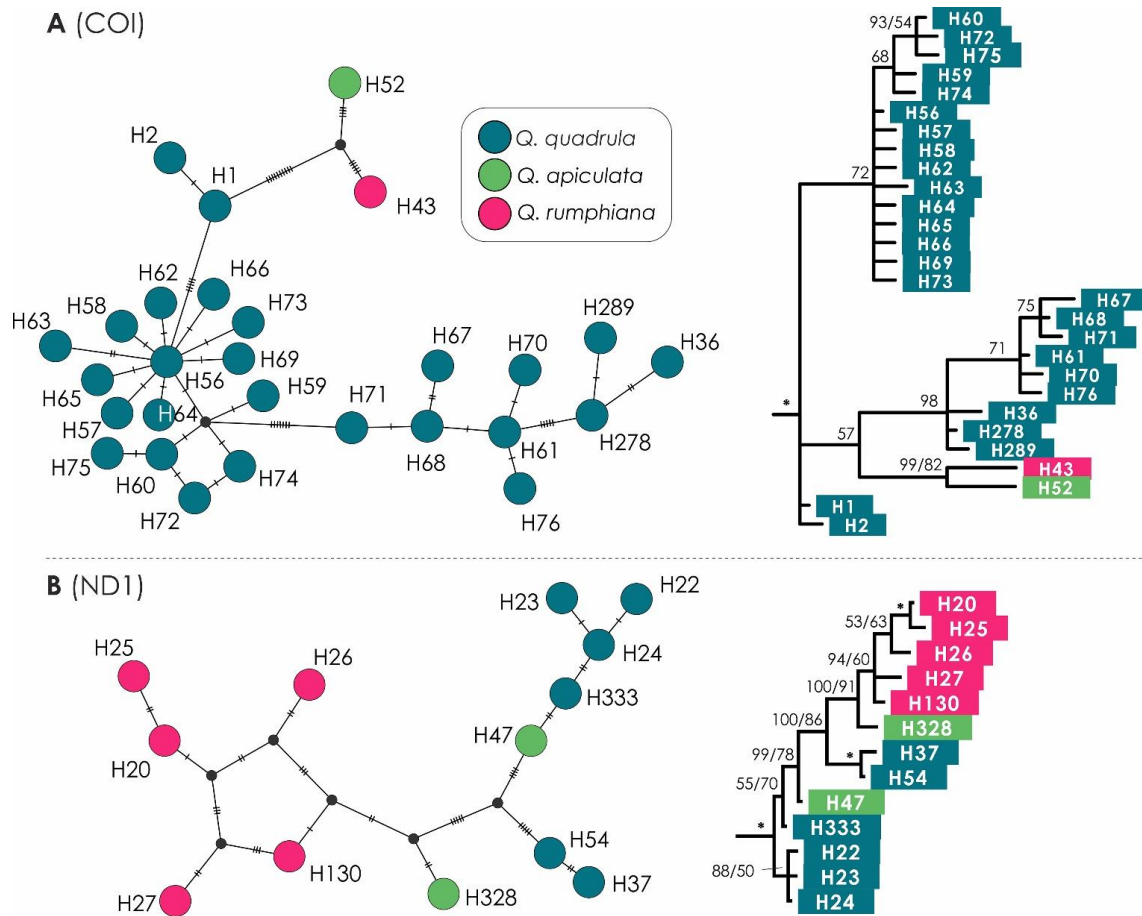 A (COI)
H52
H2
H1
H43
Q. quadrula
Q. apiculata
Q. rumphiana
H62
H66
H58
H73
H63
H69
H56
H65
H64
H59
H57
H75
H60
H74
H72
H71
H67
H68
H70
H61
H76
H289
H36
H278
93/54
68
72
*
57
98
75
71
99/82
H60
H72
H75
H59
H74
H56
H57
H58
H62
H63
H64
H65
H66
H69
H73
H67
H68
H71
H61
H70
H76
H36
H278
H289
H43
H52
H1
H2
B (ND1)
H25
H26
H20
H27
H130
H23
H22
H24
H333
H47
H54
H37
H328
*
53/63
94/60
100/91
100/86
*
99/78
55/70
*
88/50
H20
H25
H26
H27
H130
H328
H37
H54
H47
H333
H22
H23
H24